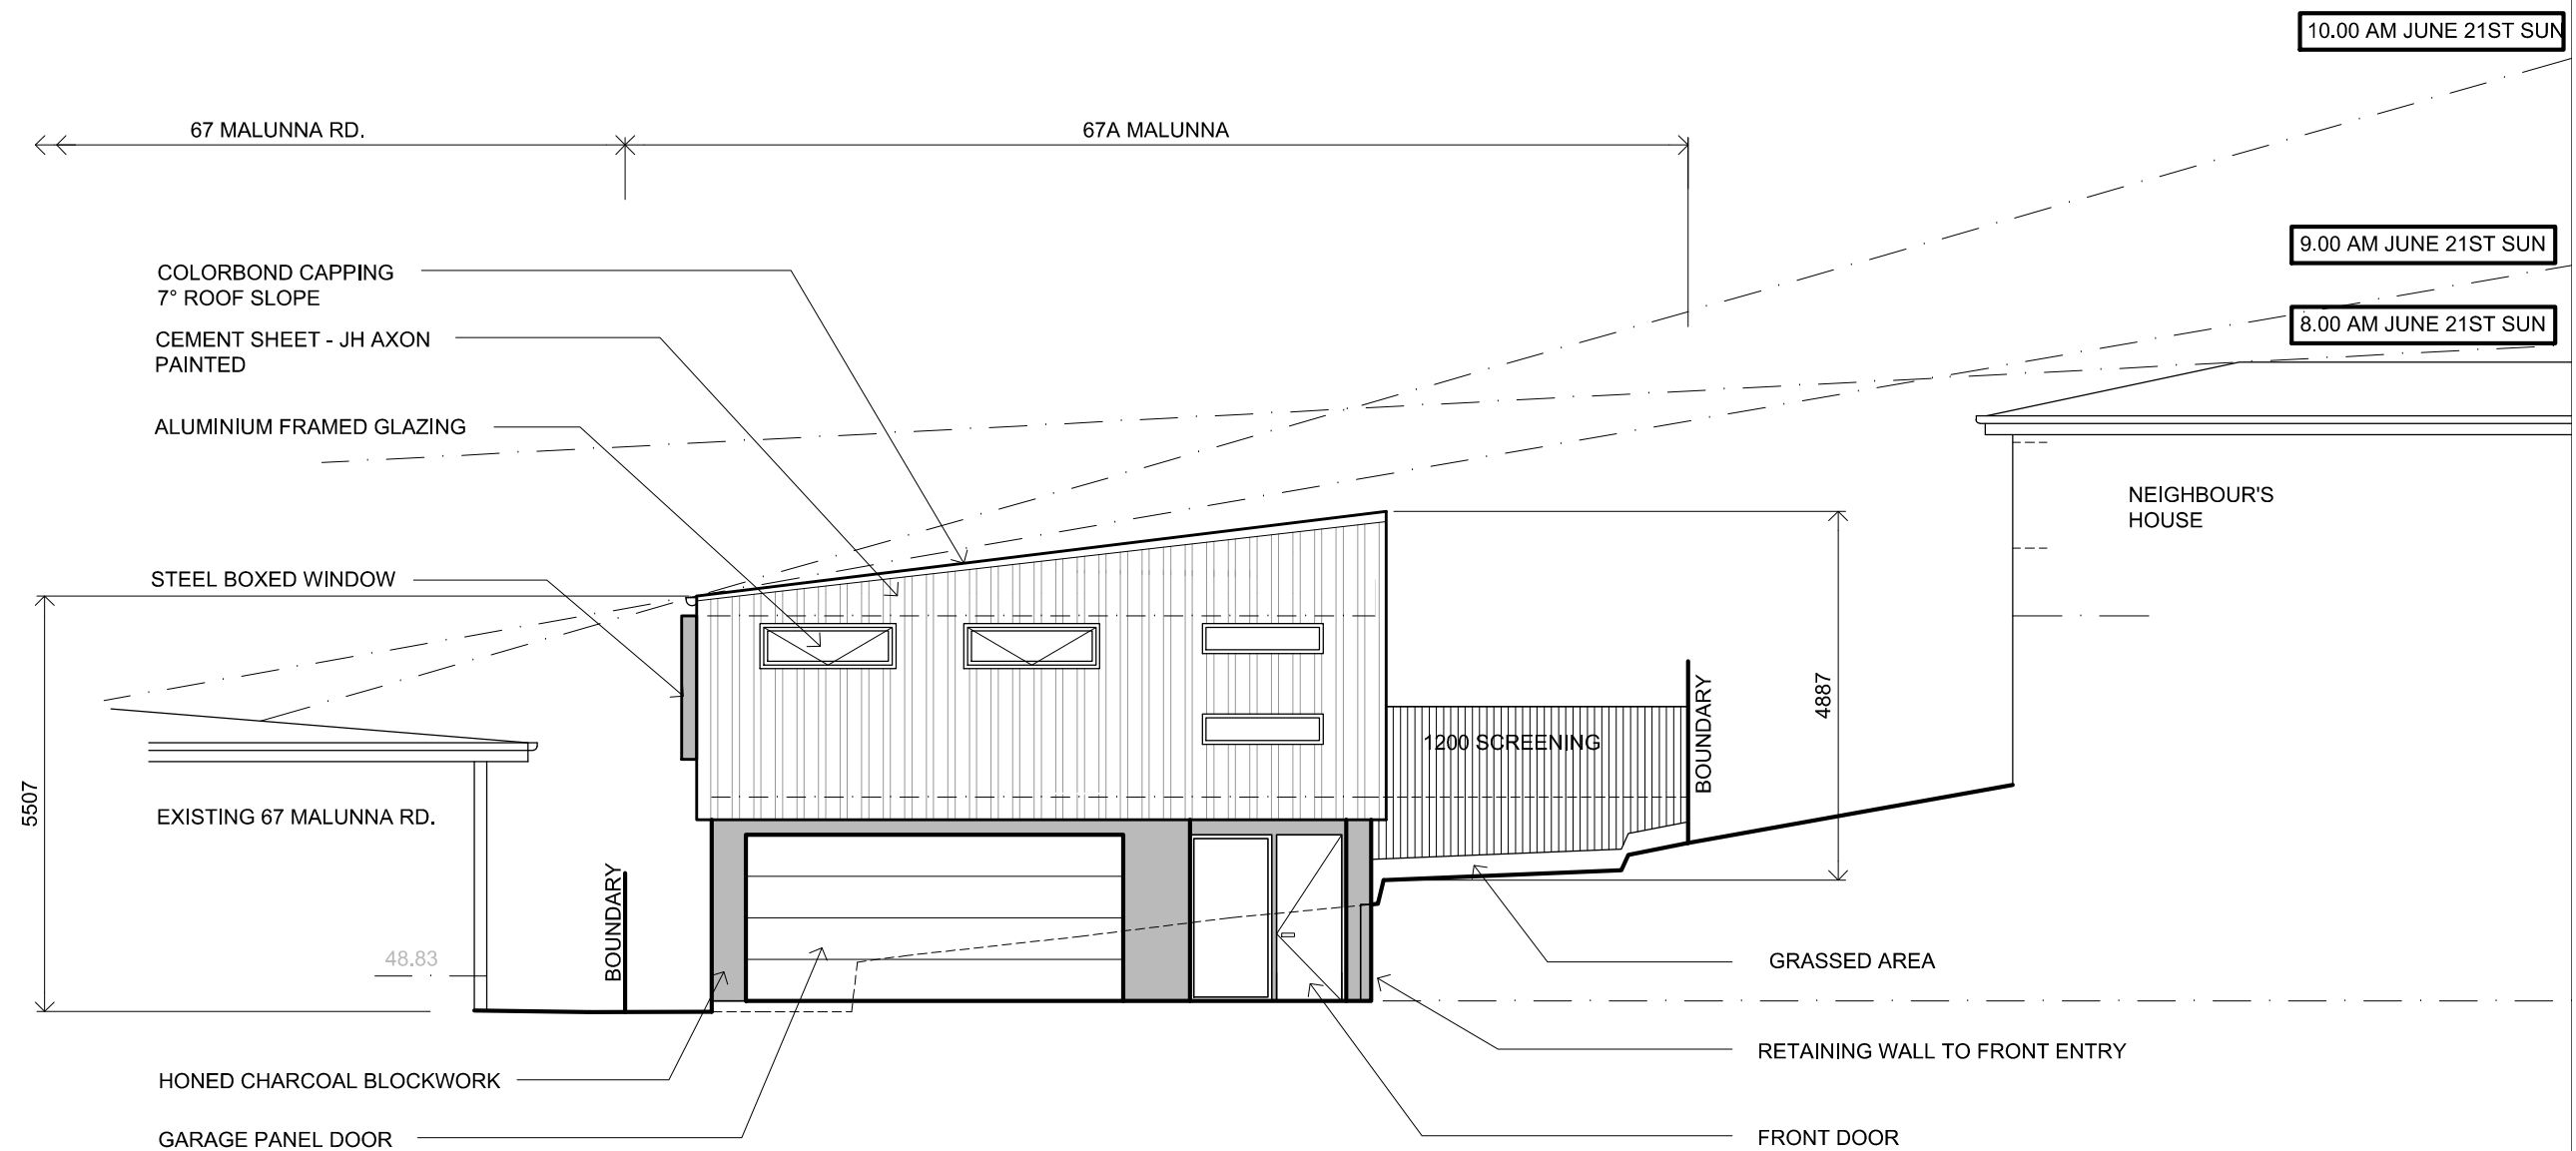 10.00 AM JUNE 21ST SUN
67 MALUNNA RD.
67A MALUNNA
9.00 AM JUNE 21ST SUN
COLORBOND CAPPING
7° ROOF SLOPE
8.00 AM JUNE 21ST SUN
CEMENT SHEET - JH AXON
PAINTED
ALUMINIUM FRAMED GLAZING
NEIGHBOUR'S
HOUSE
STEEL BOXED WINDOW
4887
BOUNDARY
1200 SCREENING
5507
EXISTING 67 MALUNNA RD.
BOUNDARY
48.83
GRASSED AREA
RETAINING WALL TO FRONT ENTRY
HONED CHARCOAL BLOCKWORK
GARAGE PANEL DOOR
FRONT DOOR